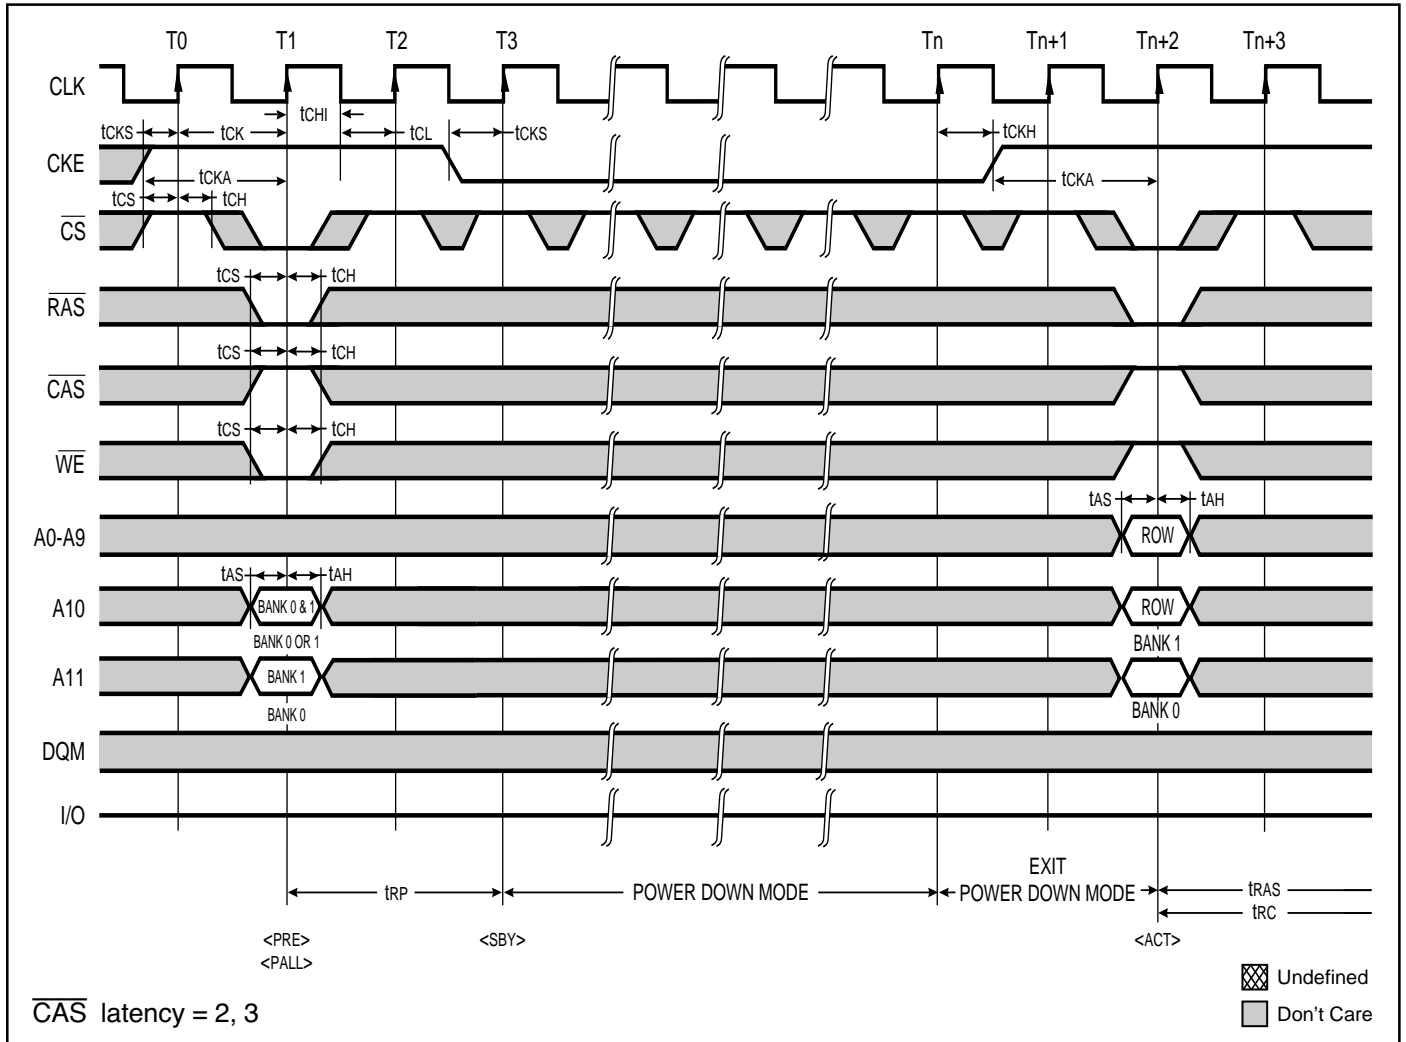 T0 T1 T2 T3 Tn Tn+1 Tn+2 Tn+3
CLK
tCHI
tCKS tCK tCL tCKS tCKH
CKE
tCKA tCKA
tCS tCH
CS
tCS tCH
RAS
tCS tCH
CAS
tCS tCH
WE
tAS tAH
A0-A9 ROW
tAS tAH
A10 BANK 0 & 1 ROW
BANK 0 OR 1 BANK 1
A11 BANK 1
BANK 0 BANK 0
DQM
I/O
EXIT
tRP POWER DOWN MODE POWER DOWN MODE tRAS
tRC
<PRE> <SBY> <ACT>
<PALL>
Undefined
CAS latency = 2, 3
Don't Care